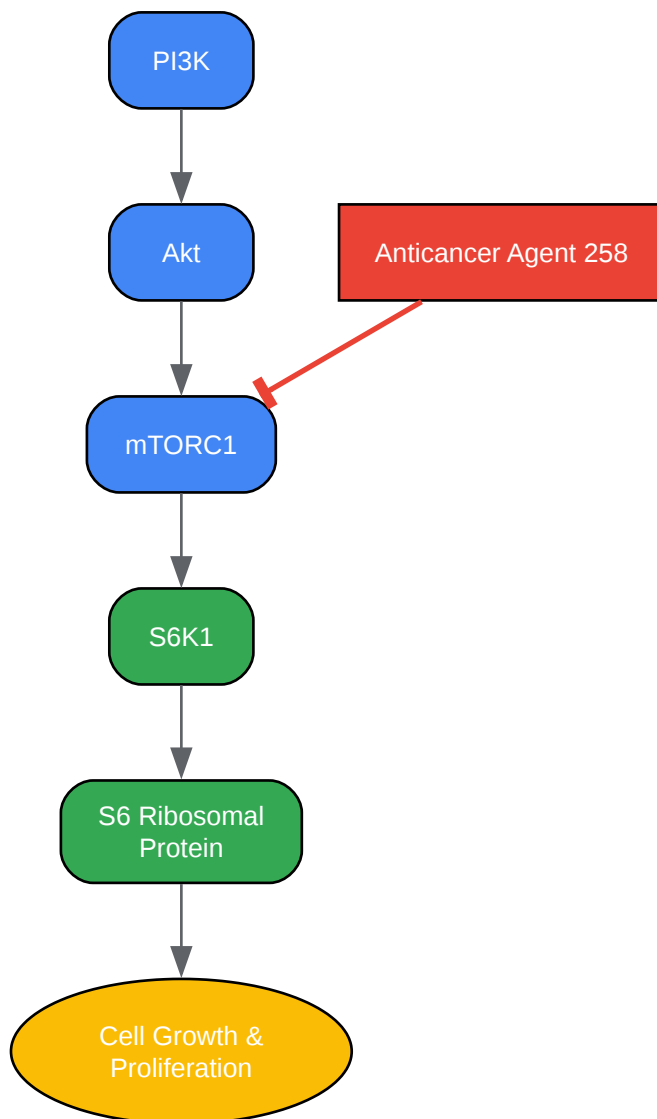 PI3K
Akt
Anticancer Agent 258
mTORC1
S6K1
S6 Ribosomal
Protein
Cell Growth &
Proliferation